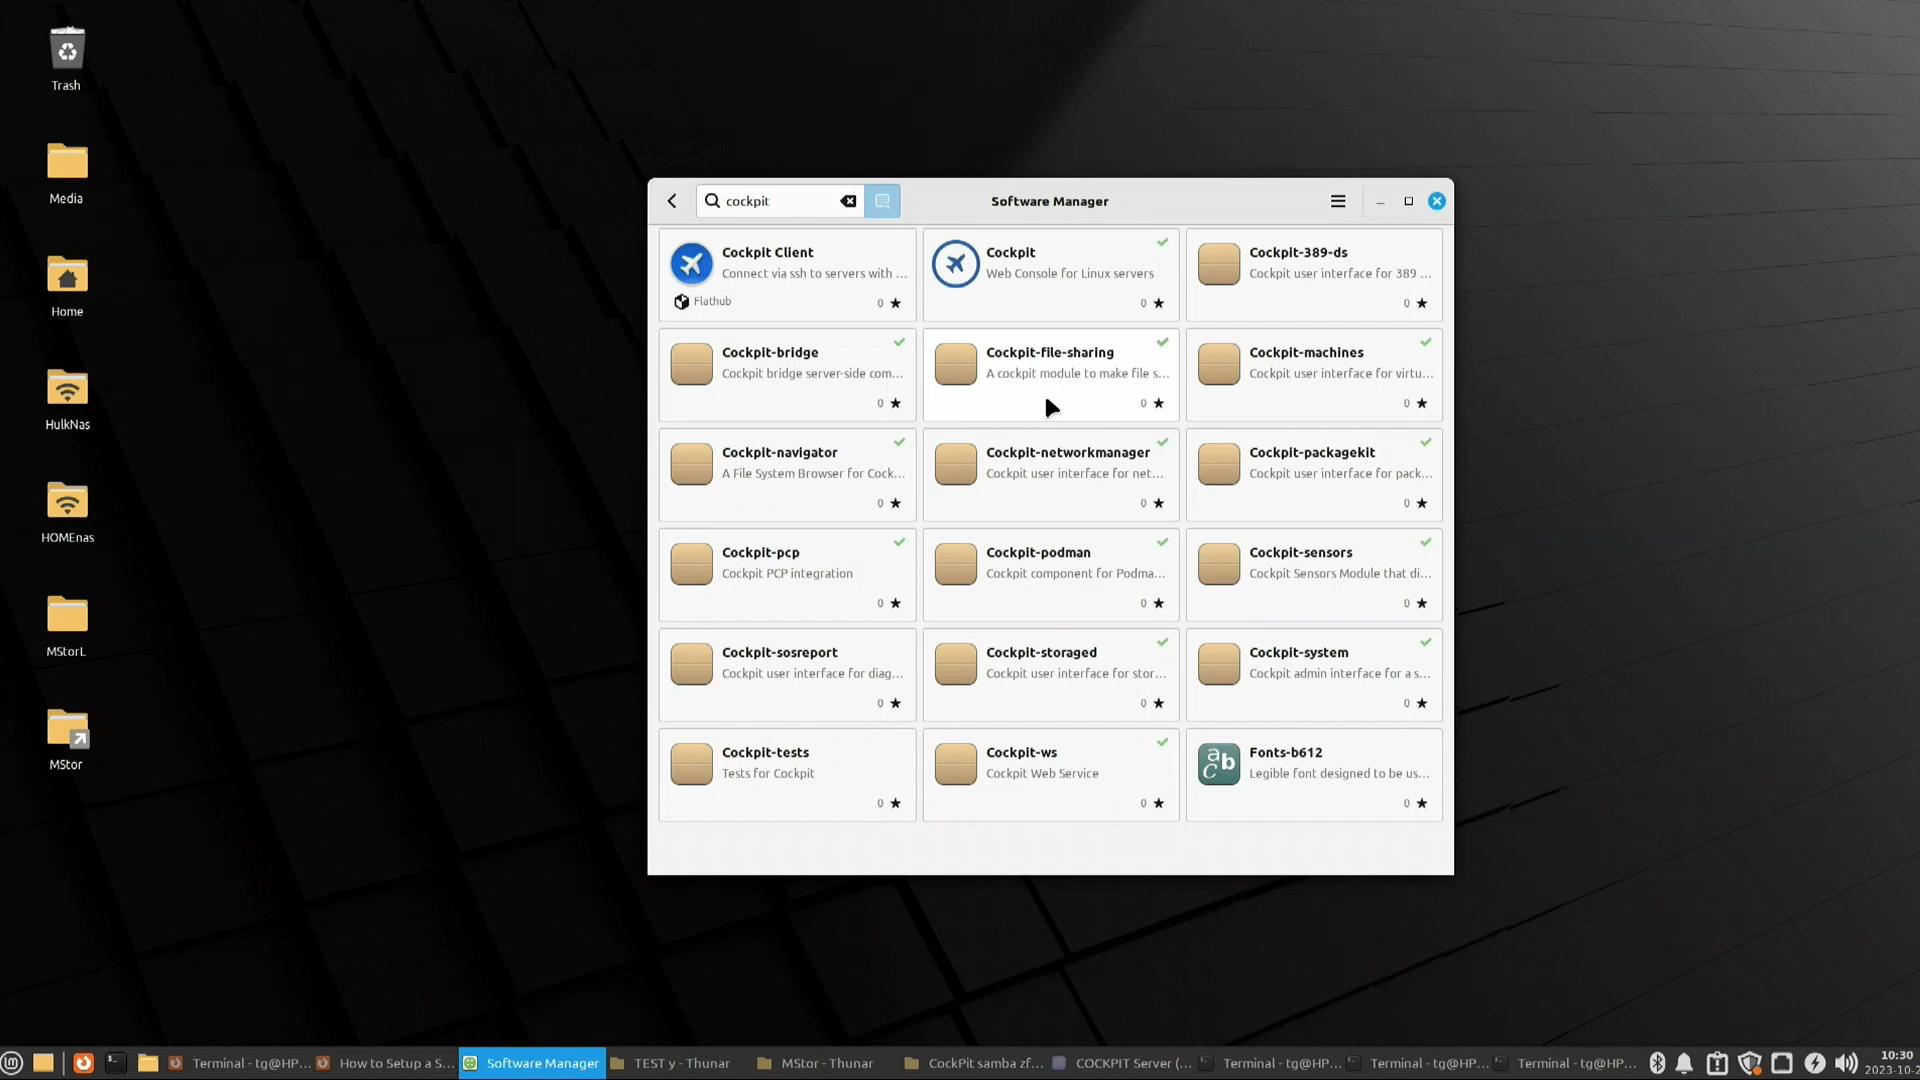 Trash
Media
Home
HulkNas
HOMEnas
MStorL
MStor
cockpit
Software Manager
Cockpit Client
Connect via ssh to servers with ...
Flathub
0
Cockpit
Web Console for Linux servers
0
Cockpit-389-ds
Cockpit user interface for 389 ...
0
Cockpit-bridge
Cockpit bridge server-side com...
0
Cockpit-file-sharing
A cockpit module to make file s...
0
Cockpit-machines
Cockpit user interface for virtu...
0
Cockpit-navigator
A File System Browser for Cock...
0
Cockpit-networkmanager
Cockpit user interface for net...
0
Cockpit-packagekit
Cockpit user interface for pack...
0
Cockpit-pcp
Cockpit PCP integration
0
Cockpit-podman
Cockpit component for Podma...
0
Cockpit-sensors
Cockpit Sensors Module that di...
0
Cockpit-sosreport
Cockpit user interface for diag...
0
Cockpit-storaged
Cockpit user interface for stor...
0
Cockpit-system
Cockpit admin interface for a s...
0
Cockpit-tests
Tests for Cockpit
0
Cockpit-ws
Cockpit Web Service
0
Fonts-b612
Legible font designed to be us...
0
Terminal - tg@HP...
How to Setup a S...
Software Manager
TEST y - Thunar
MStor - Thunar
CockPit samba zf...
COCKPIT Server (...
Terminal - tg@HP...
Terminal - tg@HP...
Terminal - tg@HP...
10:30
2023-10-2